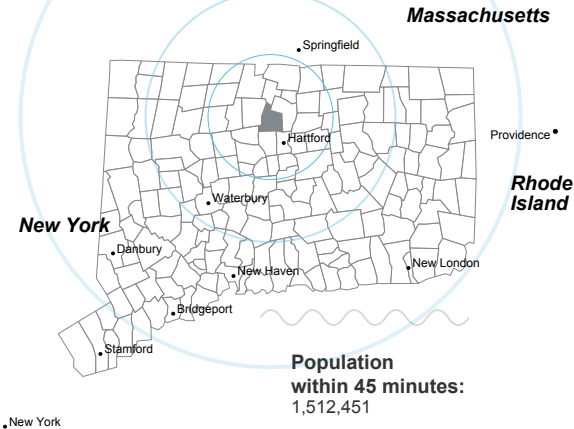 Massachusetts
Springfield
Providence
Hartford
Rhode
Island
Waterbury
New York
Danbury
New London
New Haven
Bridgeport
Stamford
Population
within 45 minutes:
1,512,451
New York